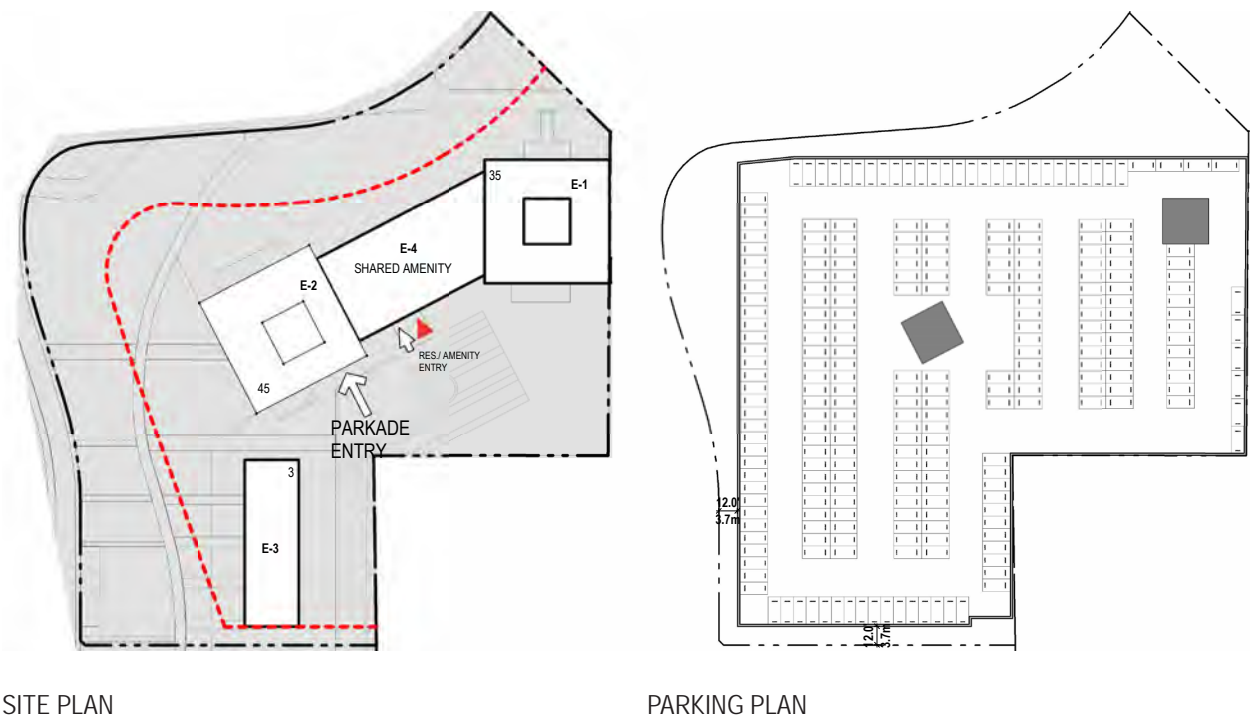 35
E-1
E-4
SHARED AMENITY
E-2
45
RES./ AMENITY
ENTRY
PARKADE
ENTRY
3
E-3
12.0'
3.7m
12.0'
3.7m
SITE PLAN
PARKING PLAN